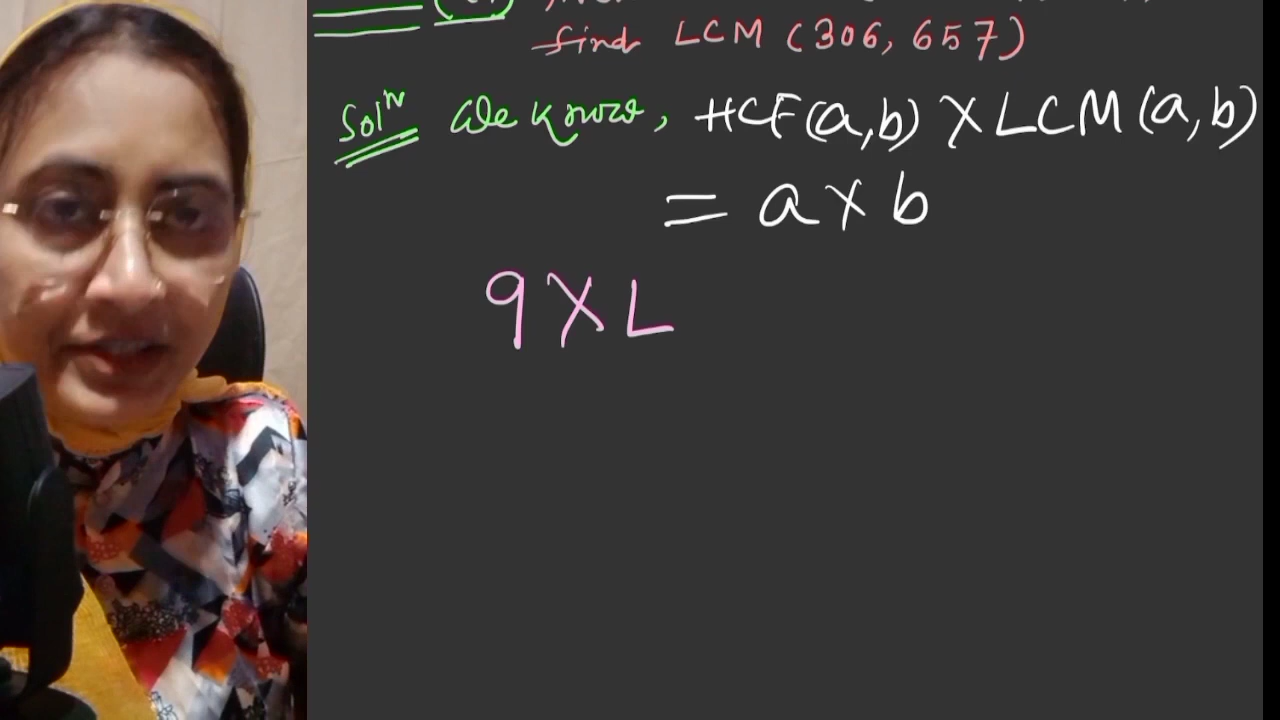 find LCM (306, 657)
Solⁿ We know, HCF(a,b) X LCM(a,b)
= a x b
9 X L